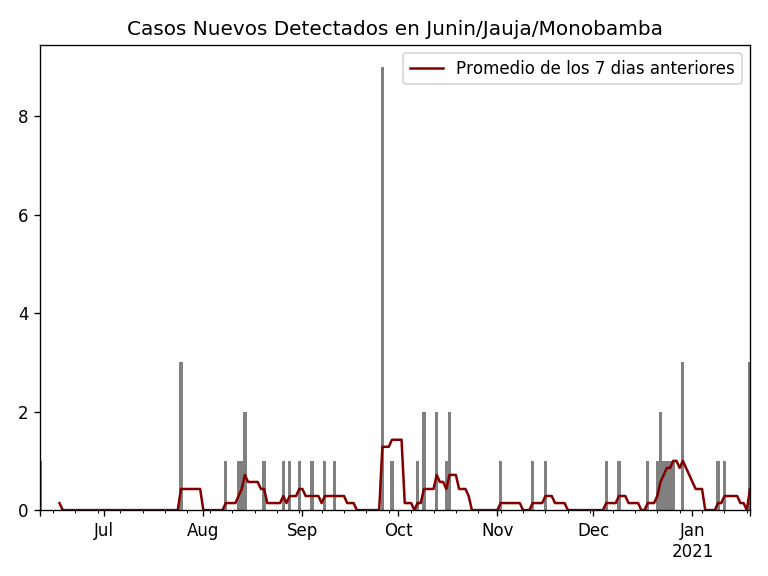 Casos Nuevos Detectados en Junin/Jauja/Monobamba
Promedio de los 7 dias anteriores
8
6
4
2
0
Jul Aug Sep Oct Nov Dec Jan
2021